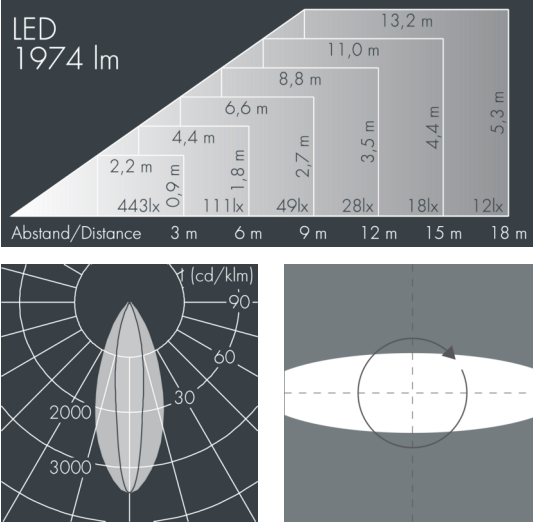 LED
1974 lm
13,2 m
11,0 m
8,8 m
6,6 m
4,4 m
2,2 m
0,9 m
1,8 m
2,7 m
3,5 m
4,4 m
5,3 m
443lx 111lx 49lx 28lx 18lx 12lx
Abstand/Distance 3 m 6 m 9 m 12 m 15 m 18 m
(cd/klm)
90
60
30
2000
3000